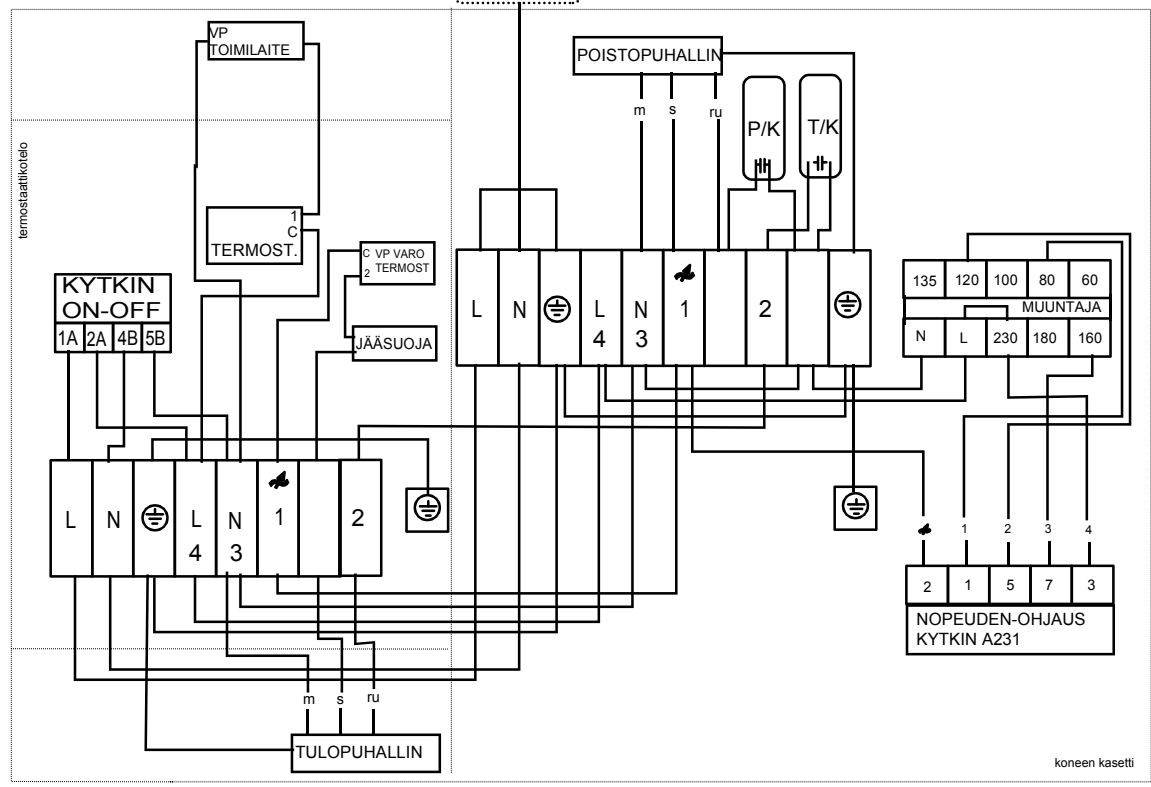 VP
TOIMILAITE
POISTOPUHALLIN
m s ru
P/K T/K
termostaattikotelo
1
C
TERMOST.
C VP VARO
2 TERMOST
JÄÄSUOJA
KYTKIN
ON-OFF
1A 2A 4B 5B
L N L N 1 2
4 3
135 120 100 80 60
MUUNTAJA
N L 230 180 160
L N L N 1 2
4 3
1 2 3 4
2 1 5 7 3
NOPEUDEN-OHJAUS
KYTKIN A231
m s ru
TULOPUHALLIN
koneen kasetti